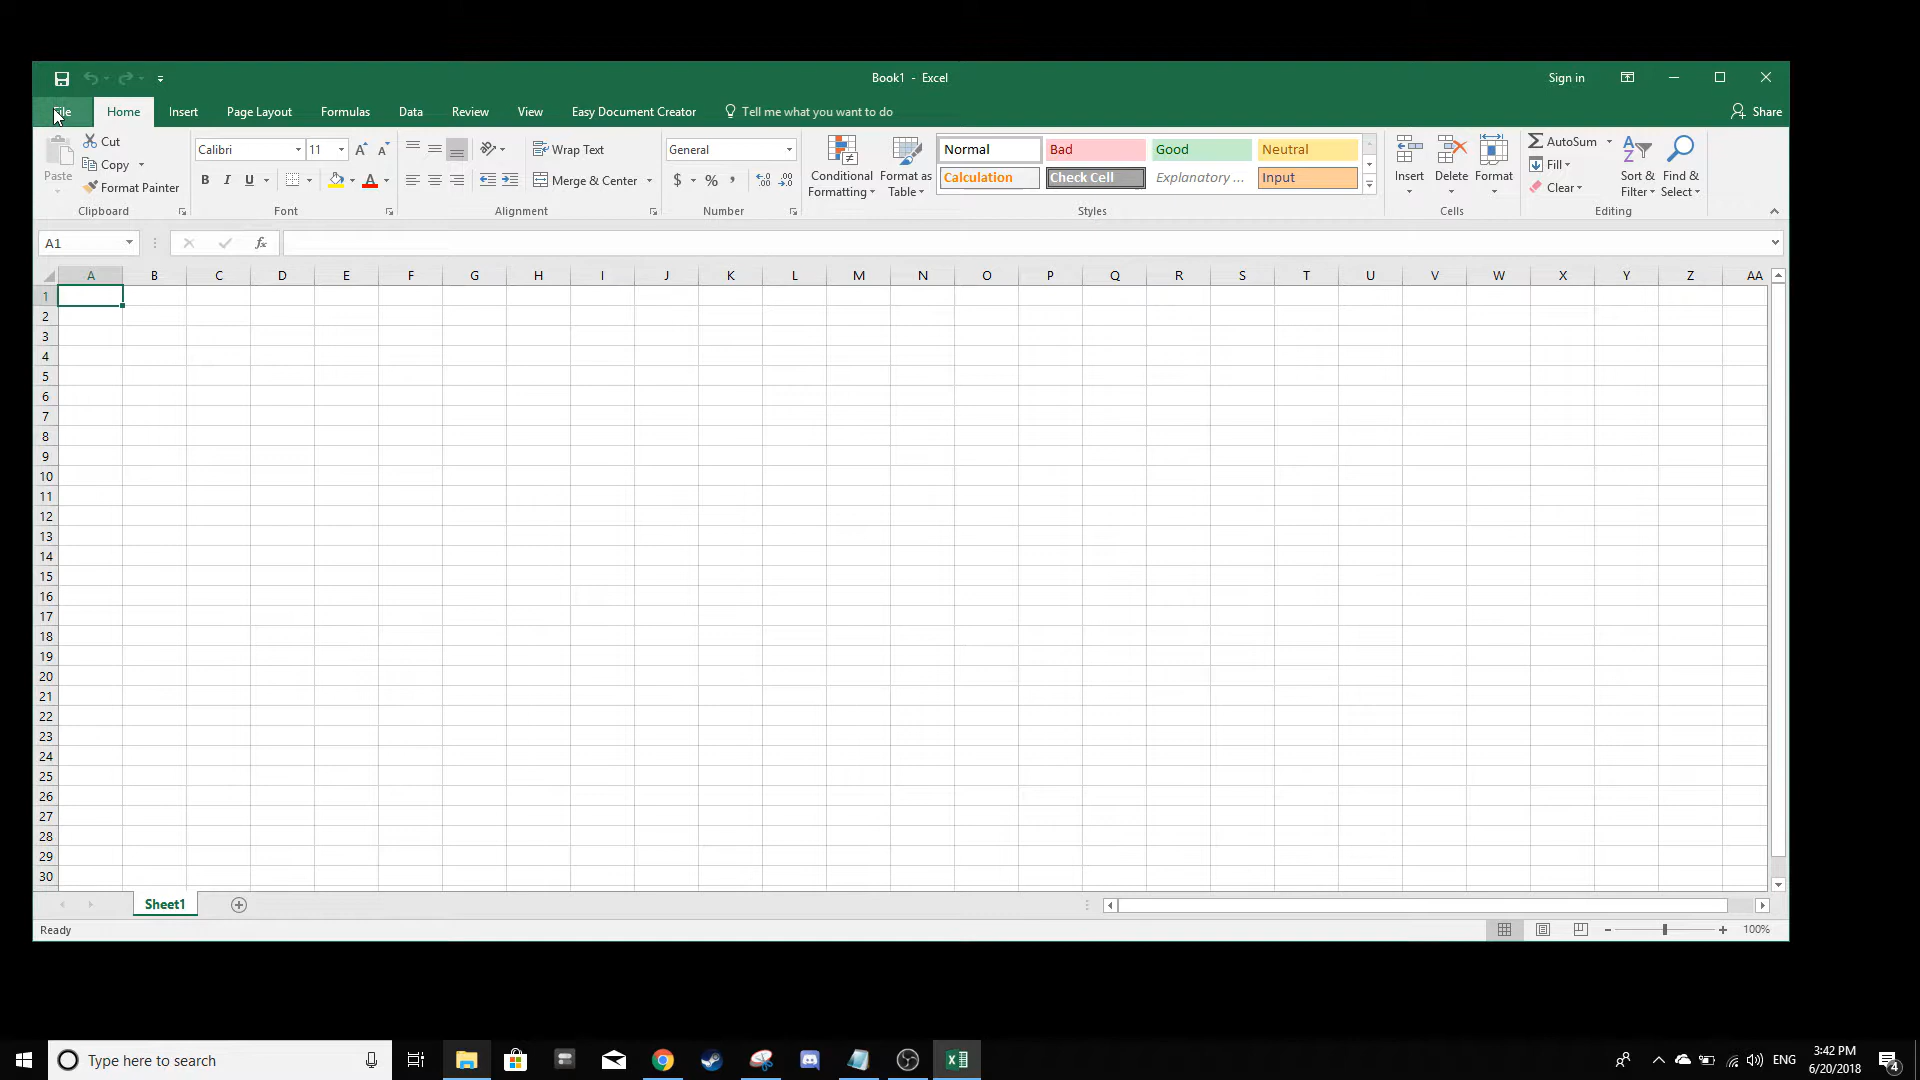 Book1 - Excel
Sign in
File Home Insert Page Layout Formulas Data Review View Easy Document Creator Tell me what you want to do Share
Paste
Cut
Copy
Format Painter
Clipboard
Calibri 11
B I U
Font
Wrap Text
Merge & Center
Alignment
General
$ % ,
Number
Conditional Formatting
Format as Table
Normal Bad Good Neutral
Calculation Check Cell Explanatory ... Input
Styles
Insert Delete Format
Cells
AutoSum
Fill
Clear
Sort & Filter
Find & Select
Editing
A1 fx
A B C D E F G H I J K L M N O P Q R S T U V W X Y Z AA
1
2
3
4
5
6
7
8
9
10
11
12
13
14
15
16
17
18
19
20
21
22
23
24
25
26
27
28
29
30
Sheet1
Ready 100%
Type here to search
ENG
3:42 PM
6/20/2018
4